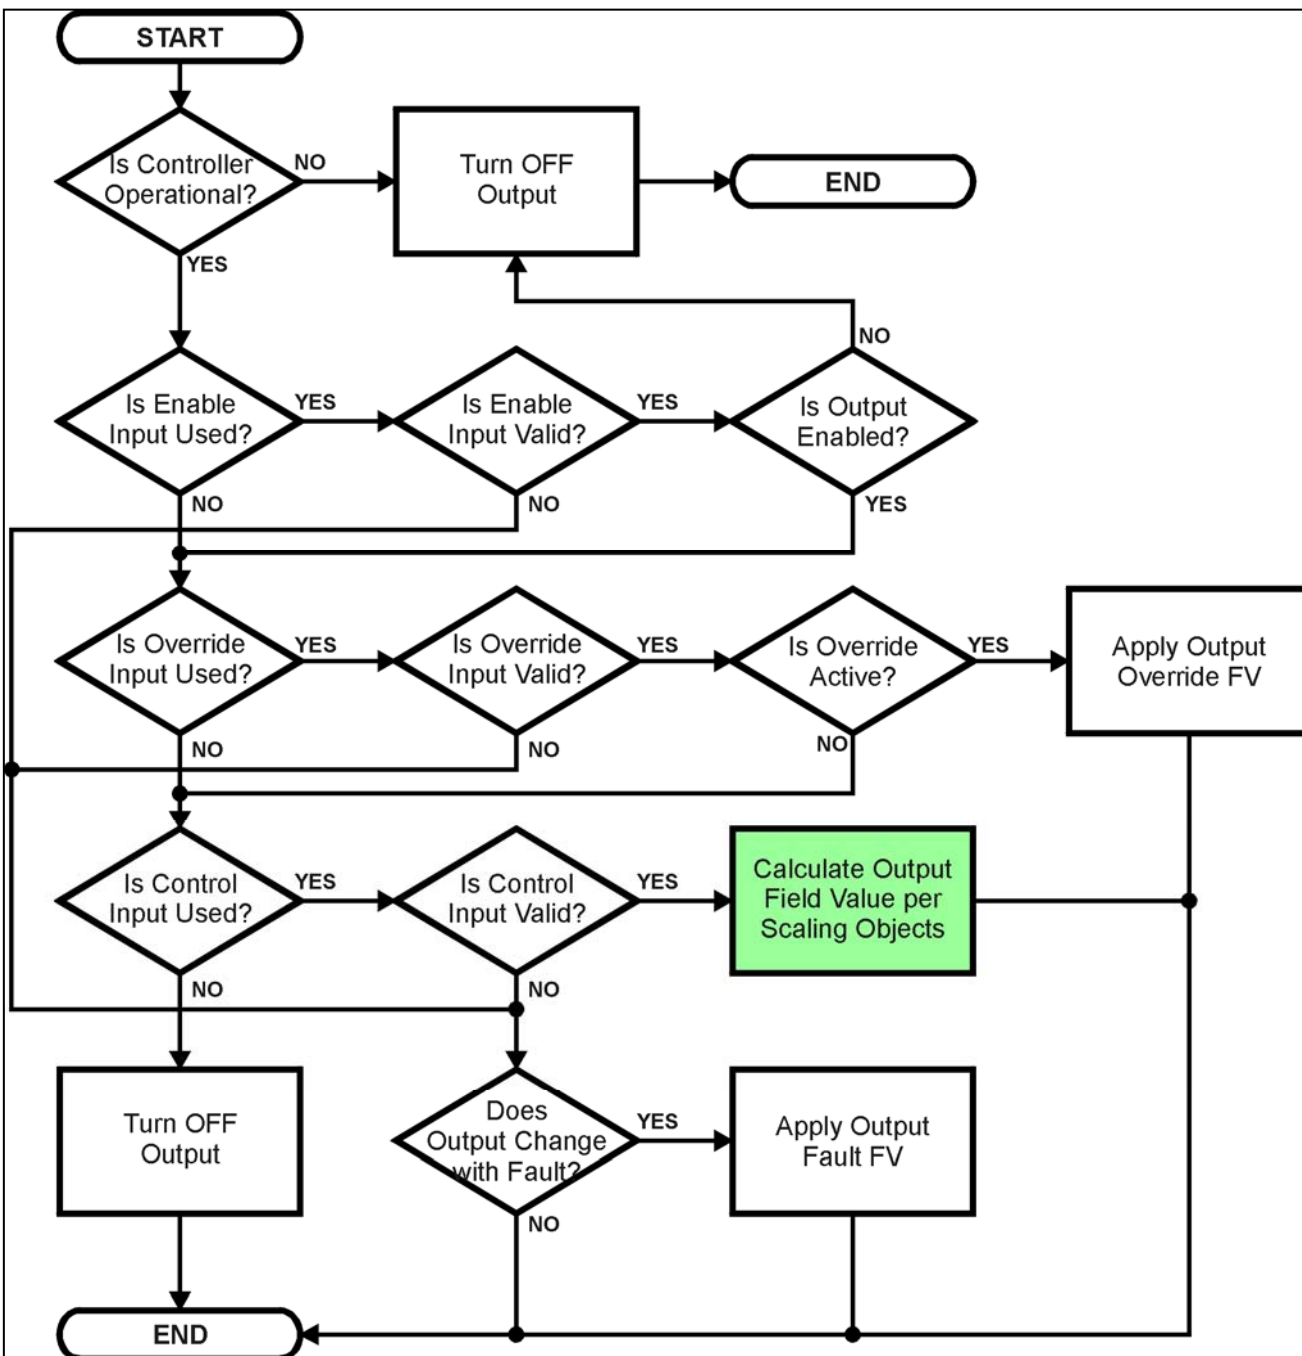 START
Is Controller
Operational?
NO
Turn OFF
Output
END
YES
NO
Is Enable
Input Used?
YES
Is Enable
Input Valid?
YES
Is Output
Enabled?
NO
NO
YES
Is Override
Input Used?
YES
Is Override
Input Valid?
YES
Is Override
Active?
YES
Apply Output
Override FV
NO
NO
NO
Is Control
Input Used?
YES
Is Control
Input Valid?
YES
Calculate Output
Field Value per
Scaling Objects
NO
NO
Turn OFF
Output
Does
Output Change
with Fault?
YES
Apply Output
Fault FV
NO
END